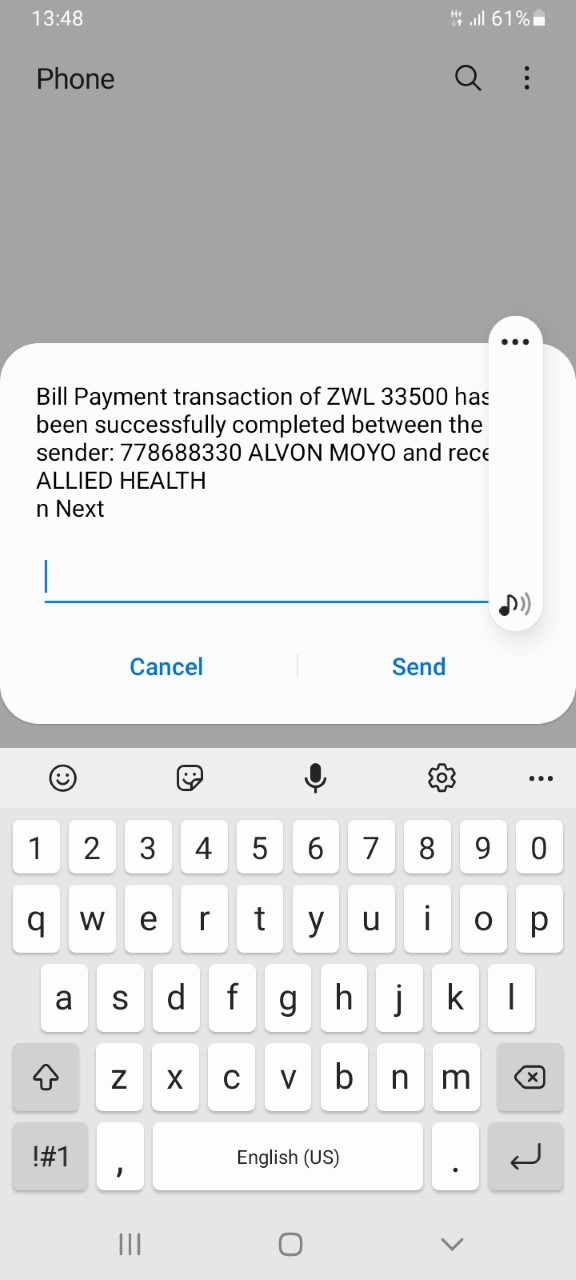 13:48
61%
Phone
Bill Payment transaction of ZWL 33500 has
been successfully completed between the
sender: 778688330 ALVON MOYO and rece
ALLIED HEALTH
n Next
Cancel
Send
1 2 3 4 5 6 7 8 9 0
q w e r t y u i o p
a s d f g h j k l
z x c v b n m
!#1 , English (US) .